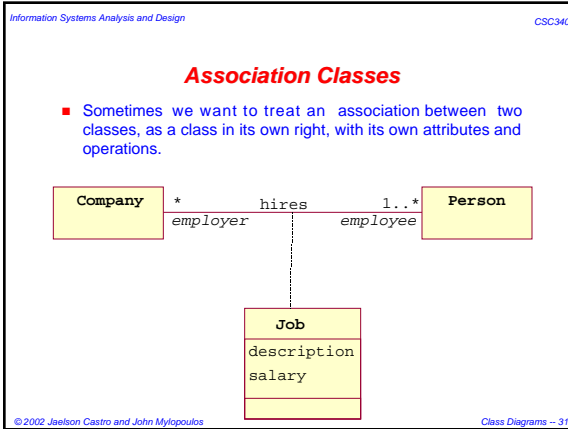 Information Systems Analysis and Design
CSC340
Association Classes
Sometimes we want to treat an association between two
classes, as a class in its own right, with its own attributes and
operations.
Company * hires 1..* Person
employer employee
Job
description
salary
© 2002 Jaelson Castro and John Mylopoulos
Class Diagrams -- 31